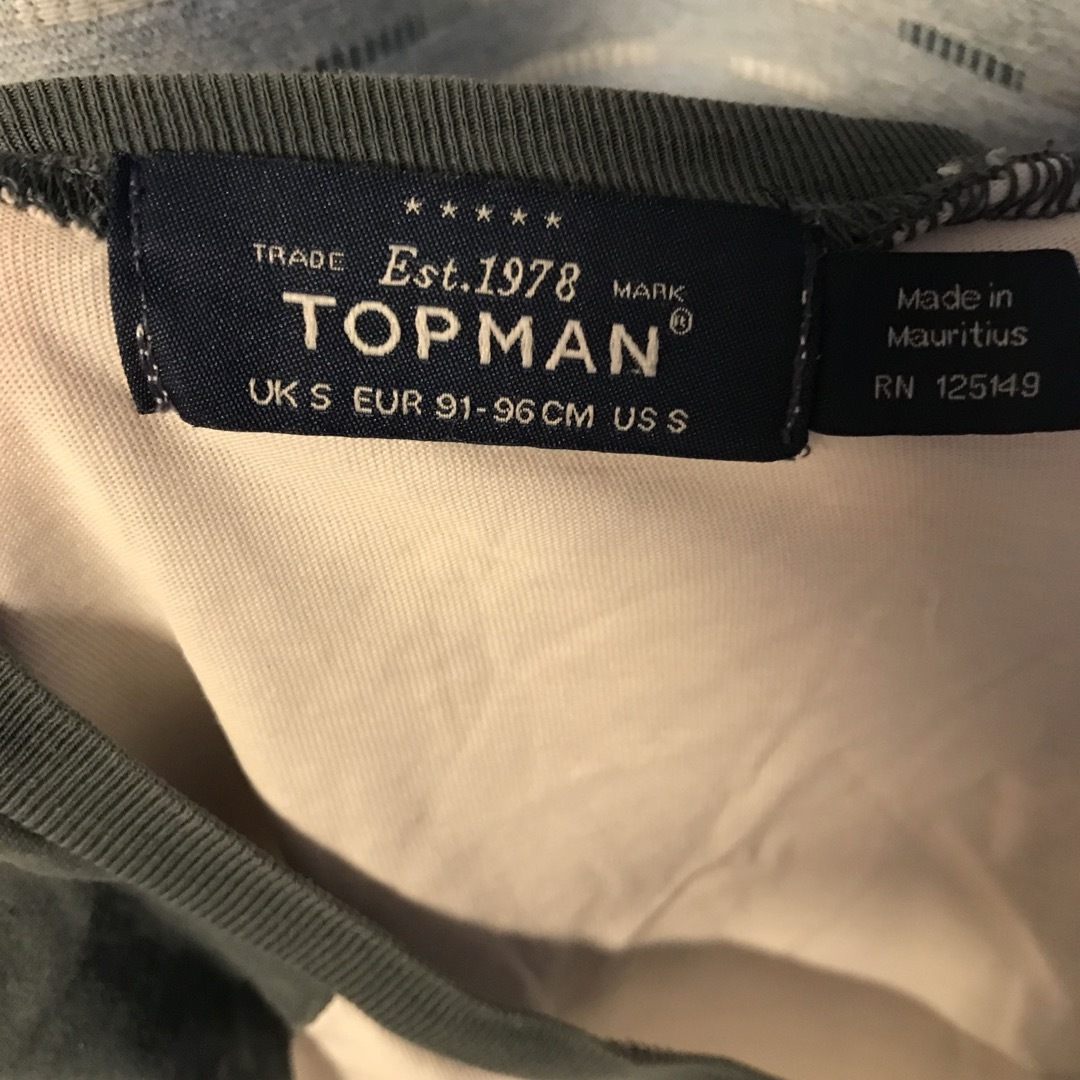 ★★★★★
TRADE Est.1978 MARK
TOPMAN®
UK S EUR 91-96CM US S
Made in
Mauritius
RN 125149